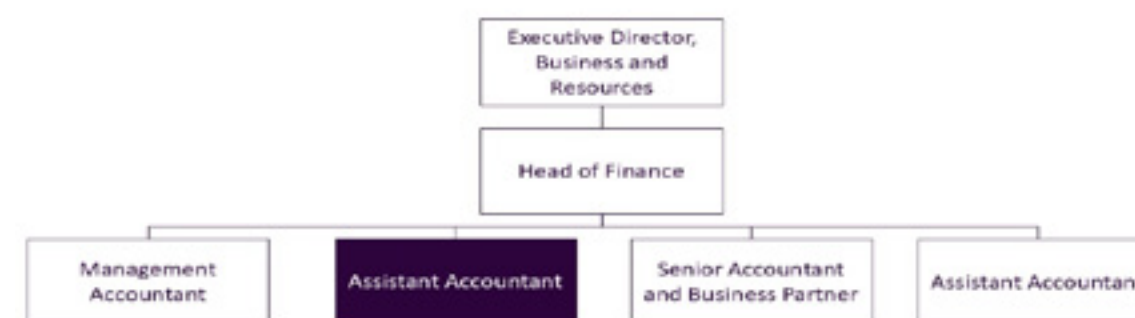 Executive Director,
Business and
Resources
Head of Finance
Management
Accountant
Assistant Accountant
Senior Accountant
and Business Partner
Assistant Accountan